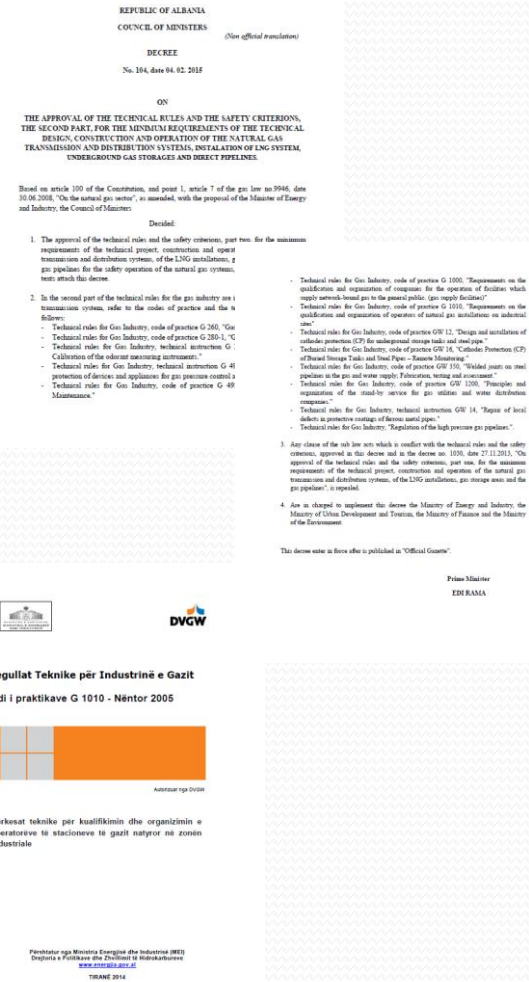 REPUBLIC OF ALBANIA
COUNCIL OF MINISTERS
(Non official translation)
DECREE
No. 104, date 04. 02. 2015
ON
THE APPROVAL OF THE TECHNICAL RULES AND THE SAFETY CRITERIONS,
THE SECOND PART, FOR THE MINIMUM REQUIREMENTS OF THE TECHNICAL
DESIGN, CONSTRUCTION AND OPERATION OF THE NATURAL GAS
TRANSMISSION AND DISTRIBUTION SYSTEMS, INSTALATION OF LNG SYSTEM,
UNDERGROUND GAS STORAGES AND DIRECT PIPELINES.
Based on article 100 of the Constitution, and point 1, article 7 of the gas law no.9946, date
30.06.2008, "On the natural gas sector", as amended, with the proposal of the Minister of Energy
and Industry, the Council of Ministers
Decided:
1. The approval of the technical rules and the safety criterions, part two, for the minimum
requirements of the technical project, construction and operat
transmission and distribution systems, of the LNG installations, g
gas pipelines for the safety operation of the natural gas systems,
tests attach this decree.
2. In the second part of the technical rules for the gas industry are i
transmission system, refer to the codes of practice and the te
follows:
- Technical rules for Gas Industry, code of practice G 260, "Gas
- Technical rules for Gas Industry, code of practice G 280-1, "G
- Technical rules for Gas Industry, technical instruction G
Calibration of the odorant measuring instruments."
- Technical rules for Gas Industry, technical instruction G 49
protection of devices and appliances for gas pressure control a
- Technical rules for Gas Industry, code of practice G 495
Maintenance."
- Technical rules for Gas Industry, code of practice G 1000, "Requirements on the
qualification and organization of companies for the operation of facilities which
supply network-bound gas to the general public. (gas supply facilities)"
- Technical rules for Gas Industry, code of practice G 1010, "Requirements on the
qualification and organization of operators of natural gas installations on industrial
sites"
- Technical rules for Gas Industry, code of practice GW 12, "Design and installation of
cathodes protection (CP) for underground storage tanks and steel pipe."
- Technical rules for Gas Industry, code of practice GW 16, "Cathodes Protection (CP)
of Buried Storage Tanks and Steel Pipes – Remote Monitoring."
- Technical rules for Gas Industry, code of practice GW 350, "Welded joints on steel
pipelines in the gas and water supply; Fabrication, testing and assessment."
- Technical rules for Gas Industry, code of practice GW 1200, "Principles and
organization of the stand-by service for gas utilities and water distribution
companies."
- Technical rules for Gas Industry, technical instruction GW 14, "Repair of local
defects in protective coatings of ferrous metal pipes."
- Technical rules for Gas Industry, "Regulation of the high pressure gas pipelines.".
3. Any clause of the sub law acts which is conflict with the technical rules and the safety
criterions, approved in this decree and in the decree no. 1030, date 27.11.2013, "On
approval of the technical rules and the safety criterions, part one, for the minimum
requirements of the technical project, construction and operation of the natural gas
transmission and distribution systems, of the LNG installations, gas storage areas and the
gas pipelines", is repealed.
4. Are in charged to implement this decree the Ministry of Energy and Industry, the
Ministry of Urban Development and Tourism, the Ministry of Finance and the Ministry
of the Environment
This decree enter in force after is published in "Official Gazette".
Prime Minister
EDI RAMA
DVGW
egullat Teknike për Industrinë e Gazit
di i praktikave G 1010 - Nëntor 2005
Autorizuar nga DVGW
ërkesat teknike për kualifikimin dhe organizimin e
peratorëve të stacioneve të gazit natyror në zonën
dustriale
Përshtatur nga Ministria Energjisë dhe Industrisë (MEI)
Drejtoria e Politikave dhe Zhvillimit të Hidrokarbureve
www.energjia.gov.al
TIRANË 2014